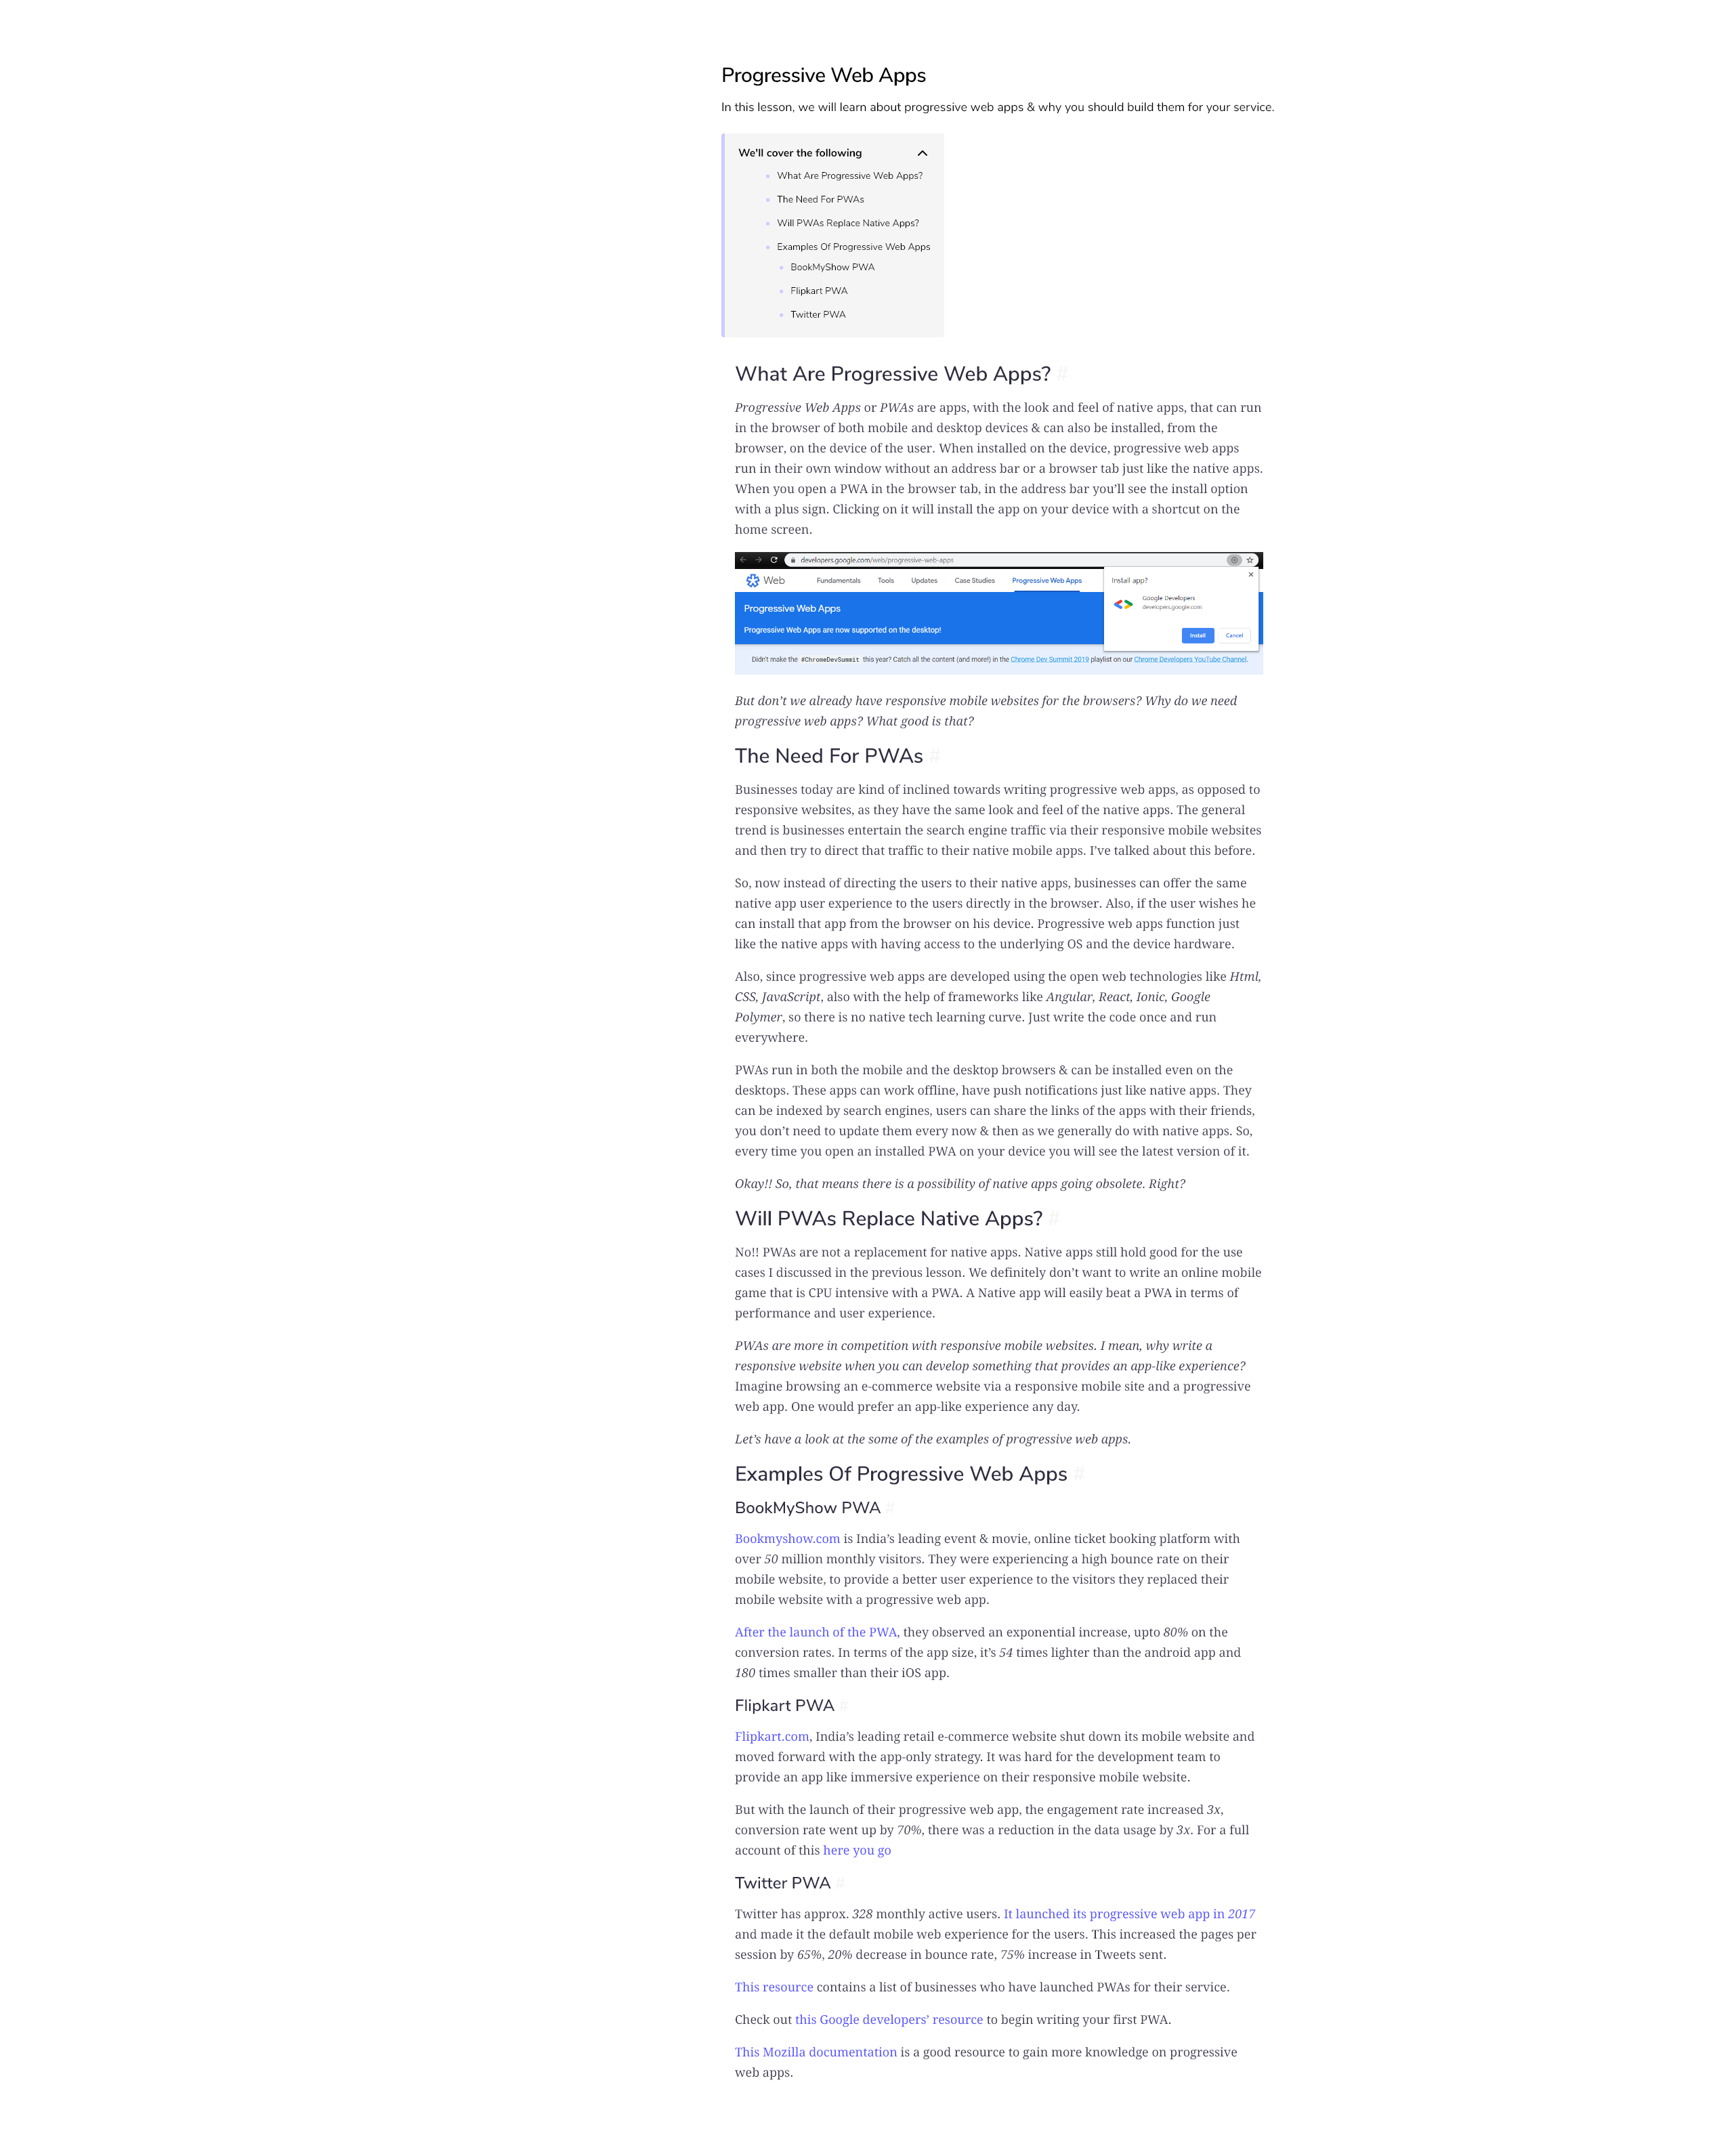 Progressive Web Apps
In this lesson, we will learn about progressive web apps & why you should build them for your service.
We'll cover the following
What Are Progressive Web Apps?
The Need For PWAs
Will PWAs Replace Native Apps?
Examples Of Progressive Web Apps
BookMyShow PWA
Flipkart PWA
Twitter PWA
What Are Progressive Web Apps? #
Progressive Web Apps or PWAs are apps, with the look and feel of native apps, that can run
in the browser of both mobile and desktop devices & can also be installed, from the
browser, on the device of the user. When installed on the device, progressive web apps
run in their own window without an address bar or a browser tab just like the native apps.
When you open a PWA in the browser tab, in the address bar you’ll see the install option
with a plus sign. Clicking on it will install the app on your device with a shortcut on the
home screen.
developers.google.com/web/progressive-web-apps
Web Fundamentals Tools Updates Case Studies Progressive Web Apps
Install app?
Google Developers
developers.google.com
Install Cancel
Progressive Web Apps
Progressive Web Apps are now supported on the desktop!
Didn't make the #ChromeDevSummit this year? Catch all the content (and more!) in the Chrome Dev Summit 2019 playlist on our Chrome Developers YouTube Channel.
But don’t we already have responsive mobile websites for the browsers? Why do we need
progressive web apps? What good is that?
The Need For PWAs #
Businesses today are kind of inclined towards writing progressive web apps, as opposed to
responsive websites, as they have the same look and feel of the native apps. The general
trend is businesses entertain the search engine traffic via their responsive mobile websites
and then try to direct that traffic to their native mobile apps. I’ve talked about this before.
So, now instead of directing the users to their native apps, businesses can offer the same
native app user experience to the users directly in the browser. Also, if the user wishes he
can install that app from the browser on his device. Progressive web apps function just
like the native apps with having access to the underlying OS and the device hardware.
Also, since progressive web apps are developed using the open web technologies like Html,
CSS, JavaScript, also with the help of frameworks like Angular, React, Ionic, Google
Polymer, so there is no native tech learning curve. Just write the code once and run
everywhere.
PWAs run in both the mobile and the desktop browsers & can be installed even on the
desktops. These apps can work offline, have push notifications just like native apps. They
can be indexed by search engines, users can share the links of the apps with their friends,
you don’t need to update them every now & then as we generally do with native apps. So,
every time you open an installed PWA on your device you will see the latest version of it.
Okay!! So, that means there is a possibility of native apps going obsolete. Right?
Will PWAs Replace Native Apps? #
No!! PWAs are not a replacement for native apps. Native apps still hold good for the use
cases I discussed in the previous lesson. We definitely don’t want to write an online mobile
game that is CPU intensive with a PWA. A Native app will easily beat a PWA in terms of
performance and user experience.
PWAs are more in competition with responsive mobile websites. I mean, why write a
responsive website when you can develop something that provides an app-like experience?
Imagine browsing an e-commerce website via a responsive mobile site and a progressive
web app. One would prefer an app-like experience any day.
Let’s have a look at the some of the examples of progressive web apps.
Examples Of Progressive Web Apps #
BookMyShow PWA #
Bookmyshow.com is India’s leading event & movie, online ticket booking platform with
over 50 million monthly visitors. They were experiencing a high bounce rate on their
mobile website, to provide a better user experience to the visitors they replaced their
mobile website with a progressive web app.
After the launch of the PWA, they observed an exponential increase, upto 80% on the
conversion rates. In terms of the app size, it’s 54 times lighter than the android app and
180 times smaller than their iOS app.
Flipkart PWA #
Flipkart.com, India’s leading retail e-commerce website shut down its mobile website and
moved forward with the app-only strategy. It was hard for the development team to
provide an app like immersive experience on their responsive mobile website.
But with the launch of their progressive web app, the engagement rate increased 3x,
conversion rate went up by 70%, there was a reduction in the data usage by 3x. For a full
account of this here you go
Twitter PWA #
Twitter has approx. 328 monthly active users. It launched its progressive web app in 2017
and made it the default mobile web experience for the users. This increased the pages per
session by 65%, 20% decrease in bounce rate, 75% increase in Tweets sent.
This resource contains a list of businesses who have launched PWAs for their service.
Check out this Google developers’ resource to begin writing your first PWA.
This Mozilla documentation is a good resource to gain more knowledge on progressive
web apps.